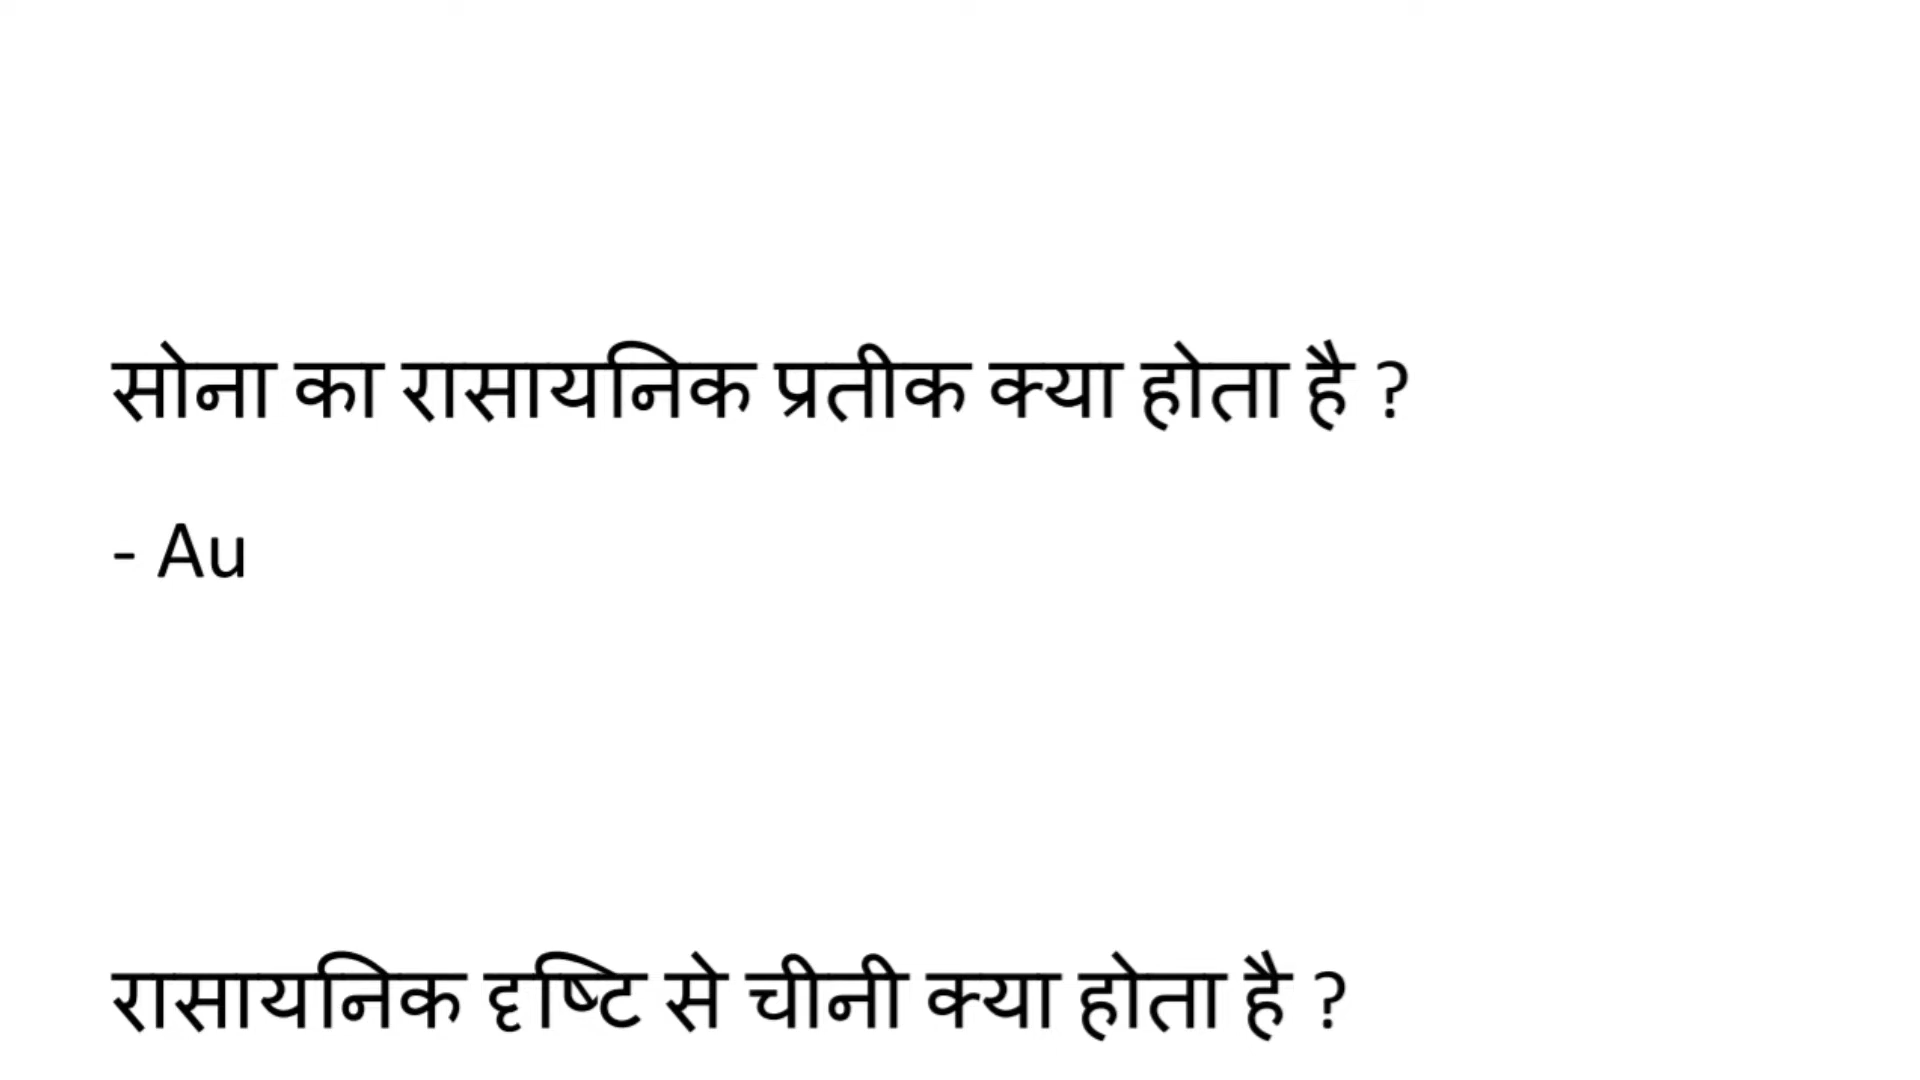 सोना का रासायनिक प्रतीक क्या होता है ?
- Au
रासायनिक दृष्टि से चीनी क्या होता है ?